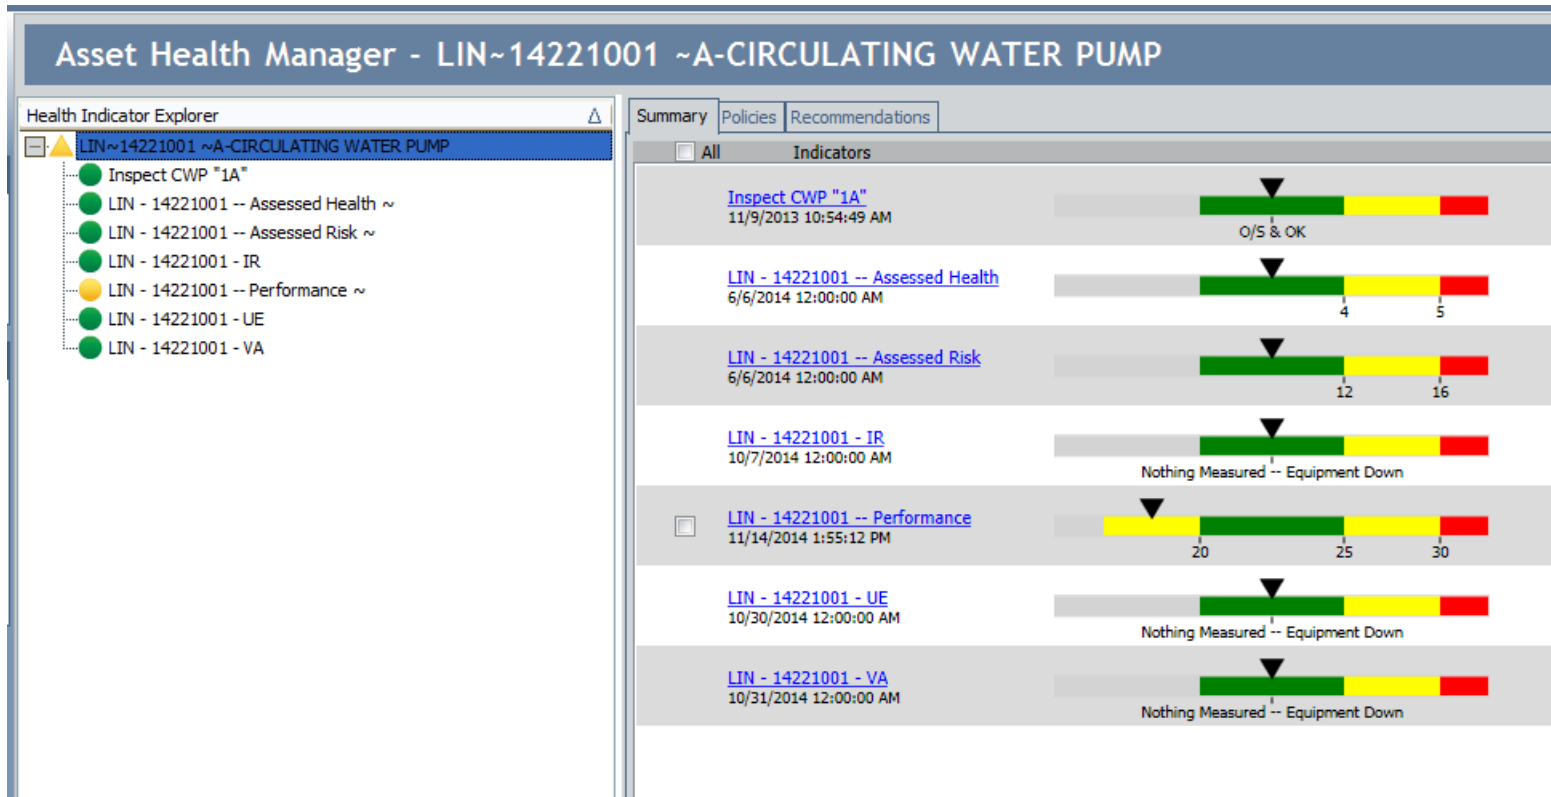 Asset Health Manager - LIN~14221001 ~A-CIRCULATING WATER PUMP
Health Indicator Explorer
LIN~14221001 ~A-CIRCULATING WATER PUMP
Inspect CWP "1A"
LIN - 14221001 -- Assessed Health ~
LIN - 14221001 -- Assessed Risk ~
LIN - 14221001 - IR
LIN - 14221001 -- Performance ~
LIN - 14221001 - UE
LIN - 14221001 - VA
Summary Policies Recommendations
All Indicators
Inspect CWP "1A"
11/9/2013 10:54:49 AM
O/S & OK
LIN - 14221001 -- Assessed Health
6/6/2014 12:00:00 AM
4 5
LIN - 14221001 -- Assessed Risk
6/6/2014 12:00:00 AM
12 16
LIN - 14221001 - IR
10/7/2014 12:00:00 AM
Nothing Measured -- Equipment Down
LIN - 14221001 -- Performance
11/14/2014 1:55:12 PM
20 25 30
LIN - 14221001 - UE
10/30/2014 12:00:00 AM
Nothing Measured -- Equipment Down
LIN - 14221001 - VA
10/31/2014 12:00:00 AM
Nothing Measured -- Equipment Down